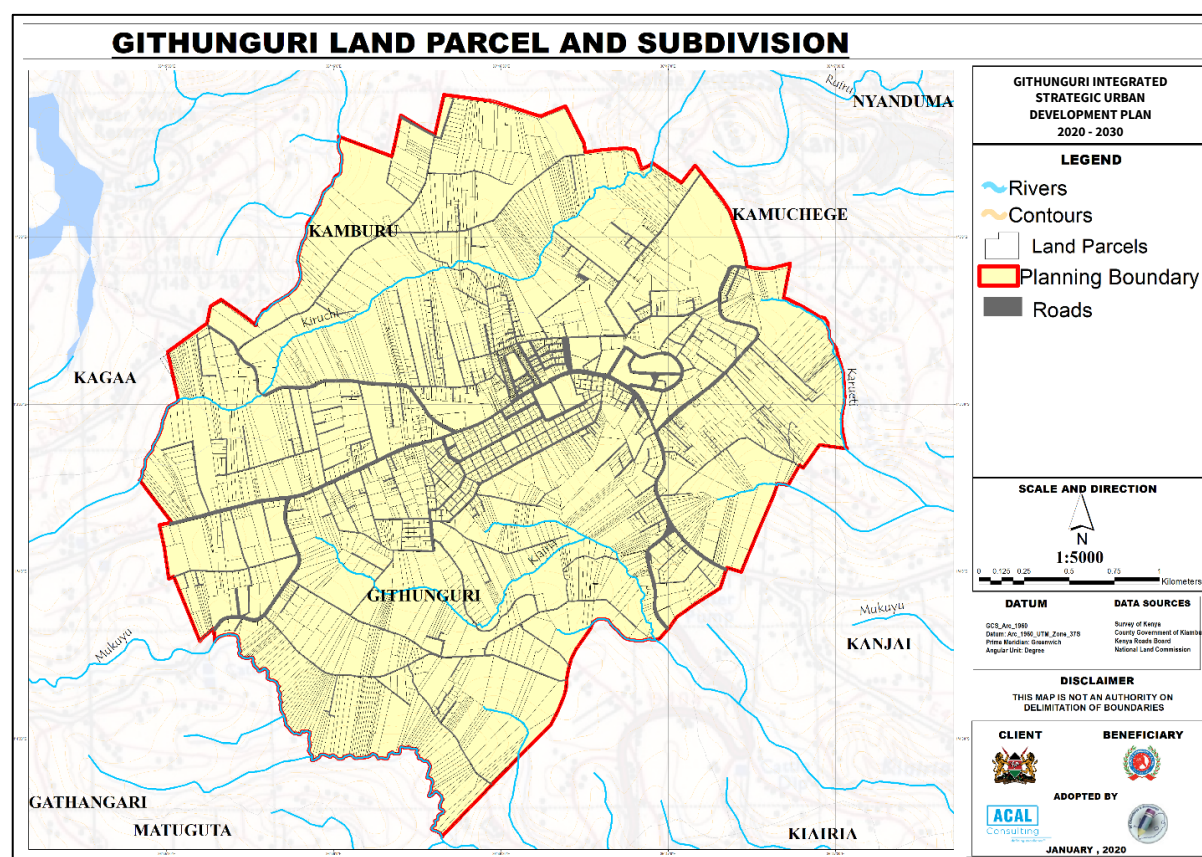 GITHUNGURI LAND PARCEL AND SUBDIVISION
Ruiru
NYANDUMA
KAMUCHEGE
KAMBURU
Kiruchi
KAGAA
Karueti
Kiairia
GITHUNGURI
Mukuyu
Mukuyu
KANJAI
GATHANGARI
MATUGUTA
KIAIRIA
GITHUNGURI INTEGRATED
STRATEGIC URBAN
DEVELOPMENT PLAN
2020 - 2030
LEGEND
Rivers
Contours
Land Parcels
Planning Boundary
Roads
SCALE AND DIRECTION
N
1:5000
0 0.125 0.25 0.5 0.75 1
Kilometers
DATUM
GCS_Arc_1960
Datum: Arc_1960_UTM_Zone_37S
Prime Meridian: Greenwich
Angular Unit: Degree
DATA SOURCES
Survey of Kenya
County Government of Kiambu
Kenya Roads Board
National Land Commission
DISCLAIMER
THIS MAP IS NOT AN AUTHORITY ON
DELIMITATION OF BOUNDARIES
CLIENT
BENEFICIARY
ADOPTED BY
ACAL
Consulting
JANUARY , 2020